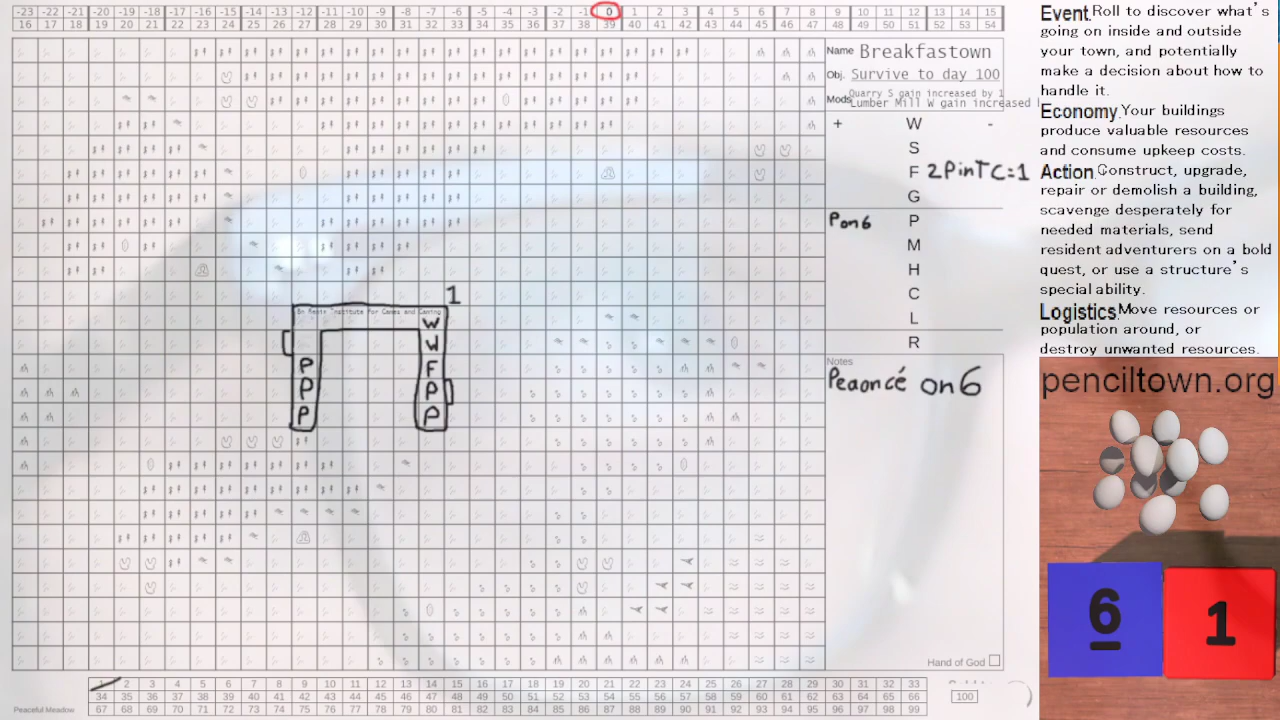 -23 -22 -21 -20 -19 -18 -17 -16 -15 -14 -13 -12 -11 -10 -9 -8 -7 -6 -5 -4 -3 -2 -1 0 1 2 3 4 5 6 7 8 9 10 11 12 13 14 15
16 17 18 19 20 21 22 23 24 25 26 27 28 29 30 31 32 33 34 35 36 37 38 39 40 41 42 43 44 45 46 47 48 49 50 51 52 53 54
Name Breakfastown
Obj. Survive to day 100
Mods Quarry S gain increased by 1
Lumber Mill W gain increased
+ W -
S
F 2PinTC=1
G
Pon6 P
M
H
C
L
R
Notes
Peaoncé on 6
Hand of God
1
Institute for Canes and Caning
W
W
P F
P P
P P
1 2 3 4 5 6 7 8 9 10 11 12 13 14 15 16 17 18 19 20 21 22 23 24 25 26 27 28 29 30 31 32 33
34 35 36 37 38 39 40 41 42 43 44 45 46 47 48 49 50 51 52 53 54 55 56 57 58 59 60 61 62 63 64 65 66 100
Peaceful Meadow 67 68 69 70 71 72 73 74 75 76 77 78 79 80 81 82 83 84 85 86 87 88 89 90 91 92 93 94 95 96 97 98 99
Event. Roll to discover what's
going on inside and outside
your town, and potentially
make a decision about how to
handle it.
Economy. Your buildings
produce valuable resources
and consume upkeep costs.
Action. Construct, upgrade,
repair or demolish a building,
scavenge desperately for
needed materials, send
resident adventurers on a bold
quest, or use a structure's
special ability.
Logistics. Move resources or
population around, or
destroy unwanted resources.
penciltown.org
6 1